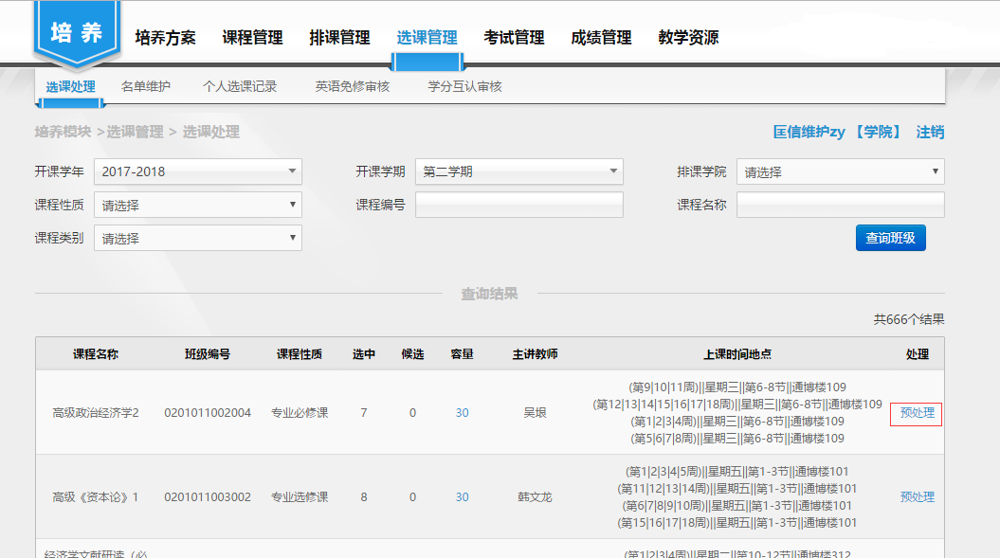 培养
培养方案 课程管理 排课管理 选课管理 考试管理 成绩管理 教学资源
选课处理 名单维护 个人选课记录 英语免修审核 学分互认审核
培养模块 >选课管理 > 选课处理
匡信维护zy 【学院】 注销
开课学年 2017-2018 开课学期 第二学期 排课学院 请选择
课程性质 请选择 课程编号 课程名称
课程类别 请选择 查询班级
查询结果
共666个结果
课程名称 班级编号 课程性质 选中 候选 容量 主讲教师 上课时间地点 处理
(第9|10|11周)||星期三||第6-8节||通博楼109
(第12|13|14|15|16|17|18周)||星期三||第6-8节||通博楼109
高级政治经济学2 0201011002004 专业必修课 7 0 30 吴垠 预处理
(第1|2|3|4周)||星期三||第6-8节||通博楼109
(第5|6|7|8周)||星期三||第6-8节||通博楼109
(第1|2|3|4|5周)||星期五||第1-3节||通博楼101
(第11|12|13|14周)||星期五||第1-3节||通博楼101
高级《资本论》1 0201011003002 专业选修课 8 0 30 韩文龙 预处理
(第6|7|8|9|10周)||星期五||第1-3节||通博楼101
(第15|16|17|18周)||星期五||第1-3节||通博楼101
经济学文献研读（必 (第1|2|3|4周)||星期二||第10-12节||通博楼312